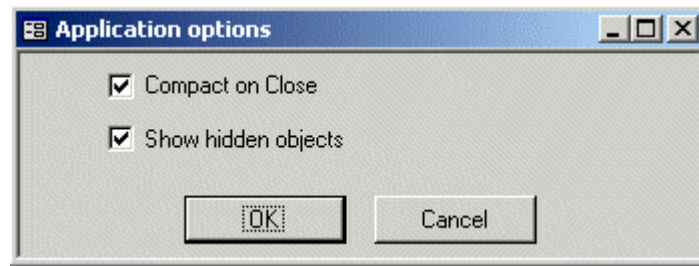 Application options
Compact on Close
Show hidden objects
OK Cancel